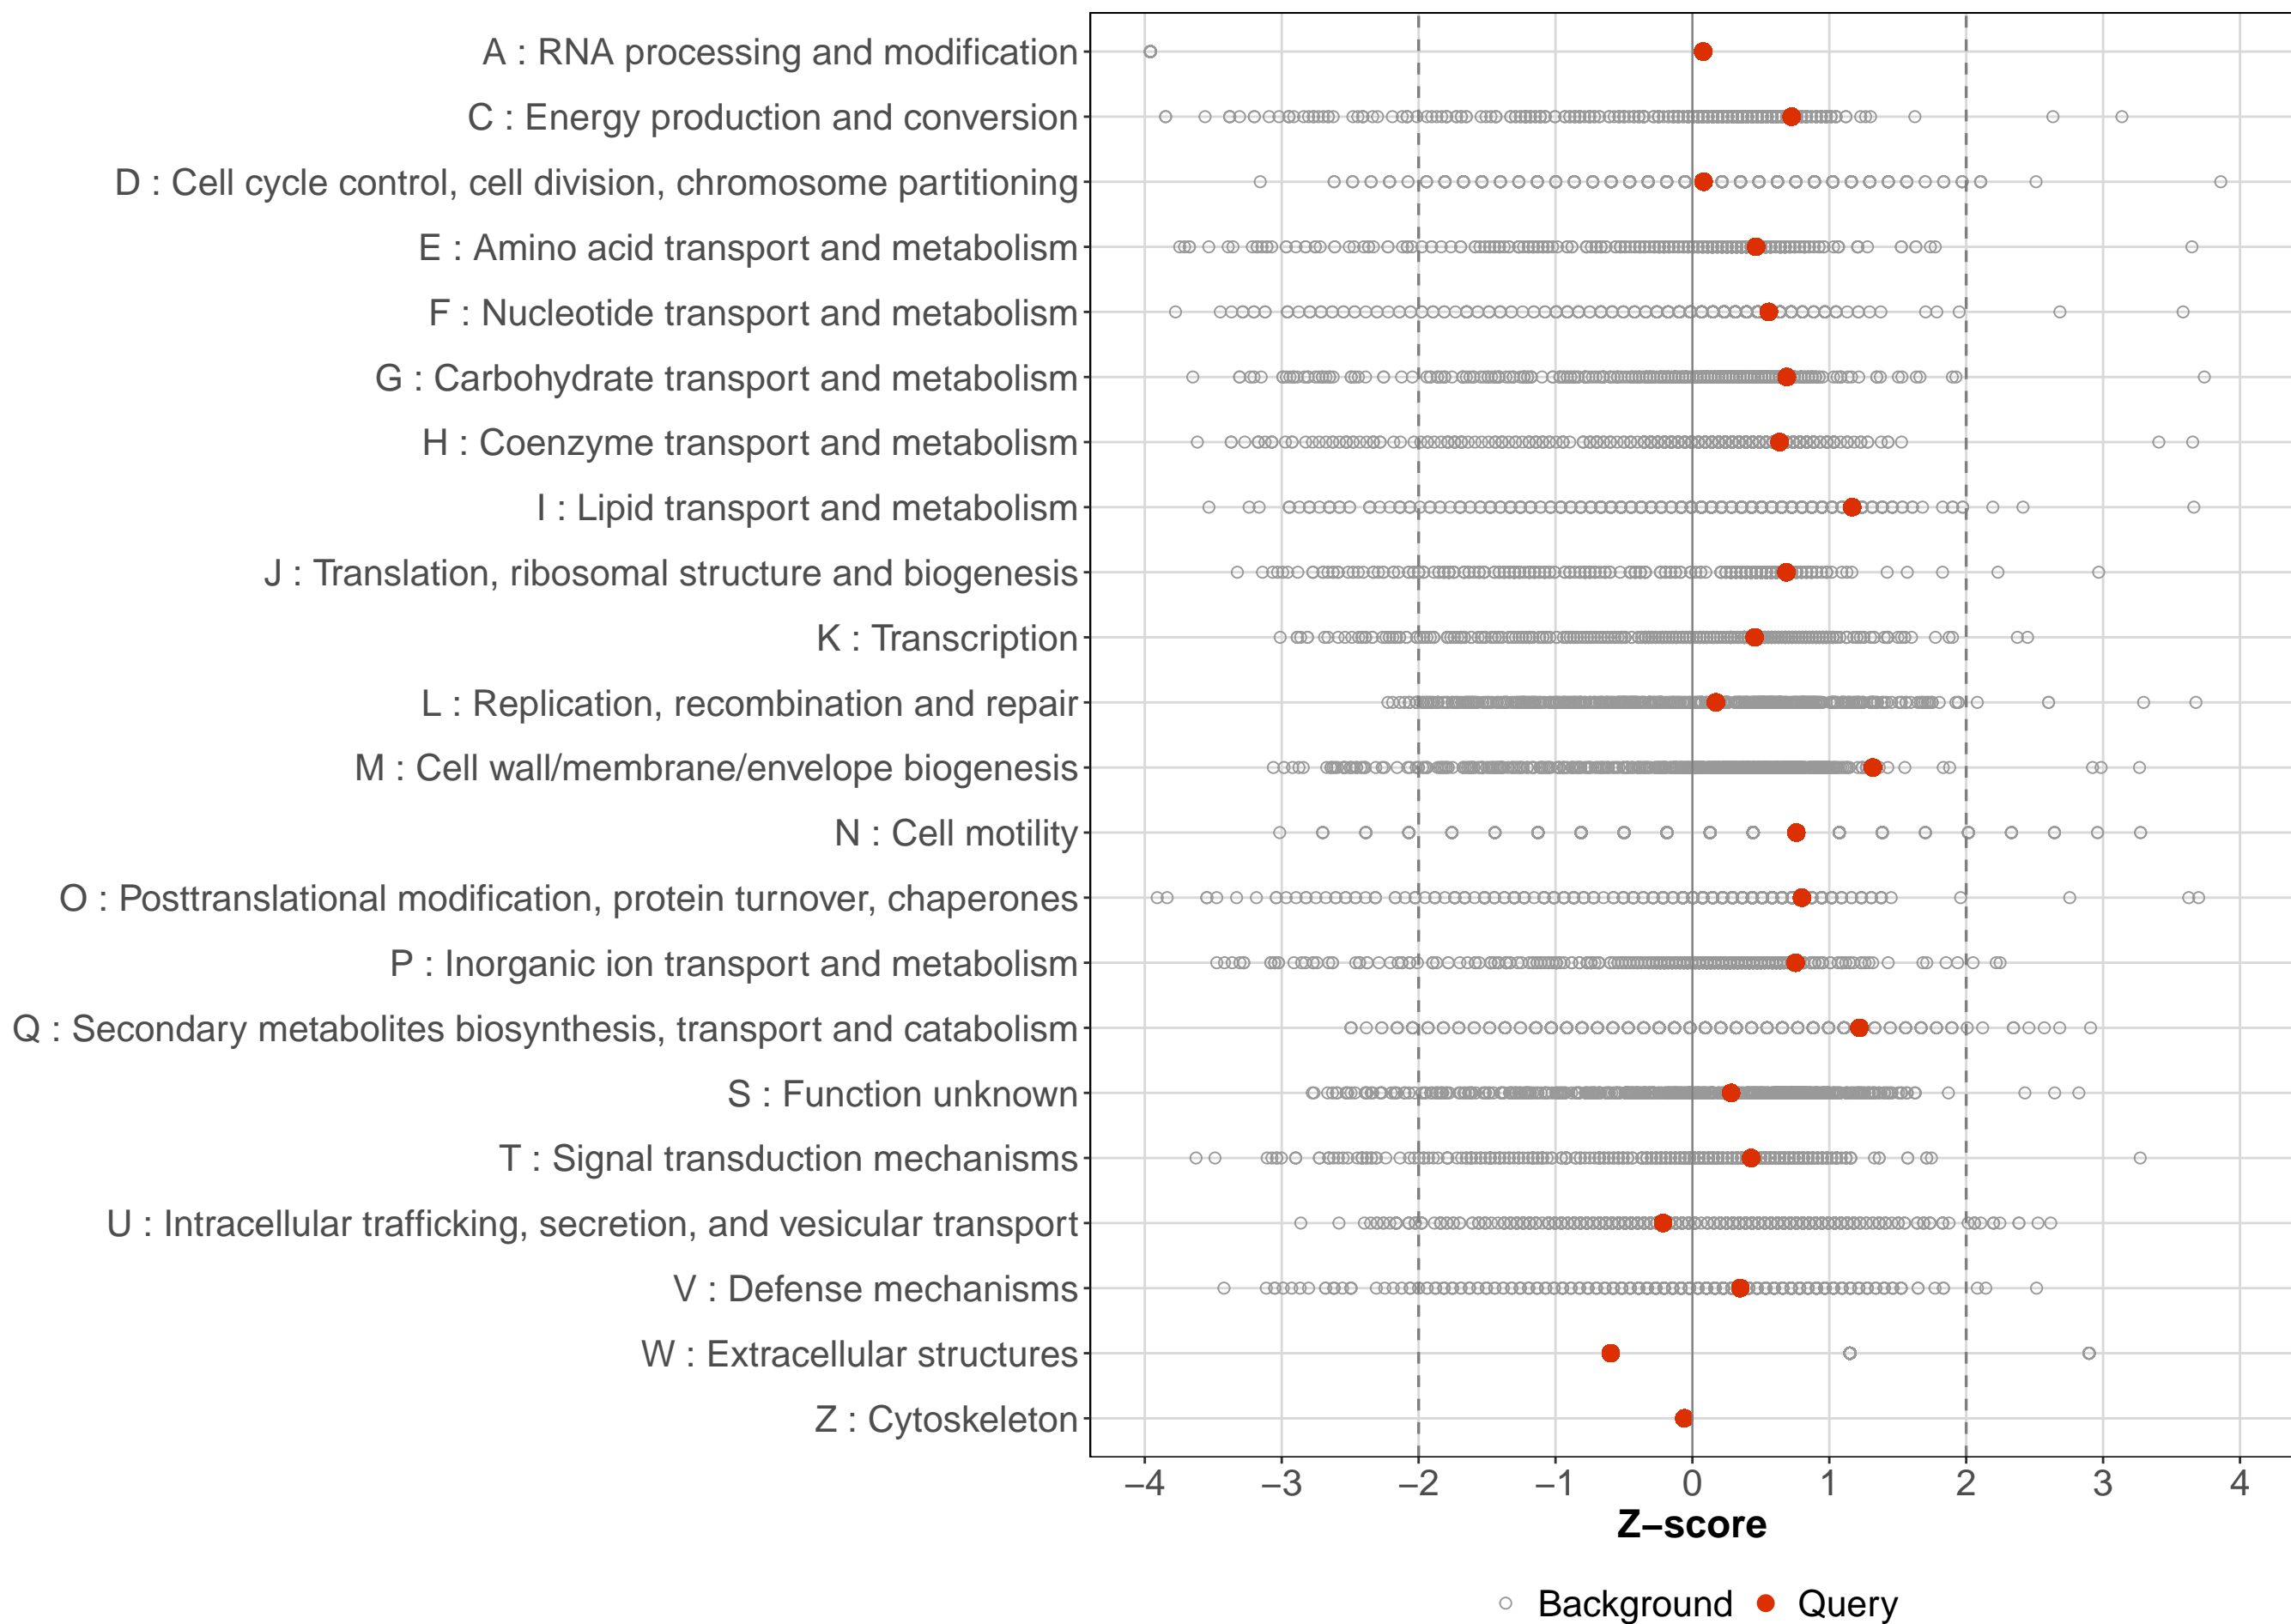 A : RNA processing and modification
C : Energy production and conversion
D : Cell cycle control, cell division, chromosome partitioning
E : Amino acid transport and metabolism
F : Nucleotide transport and metabolism
G : Carbohydrate transport and metabolism
H : Coenzyme transport and metabolism
I : Lipid transport and metabolism
J : Translation, ribosomal structure and biogenesis
K : Transcription
L : Replication, recombination and repair
M : Cell wall/membrane/envelope biogenesis
N : Cell motility
O : Posttranslational modification, protein turnover, chaperones
P : Inorganic ion transport and metabolism
Q : Secondary metabolites biosynthesis, transport and catabolism
S : Function unknown
T : Signal transduction mechanisms
U : Intracellular trafficking, secretion, and vesicular transport
V : Defense mechanisms
W : Extracellular structures
Z : Cytoskeleton
−4 −3 −2 −1 0 1 2 3 4
Z−score
Background Query